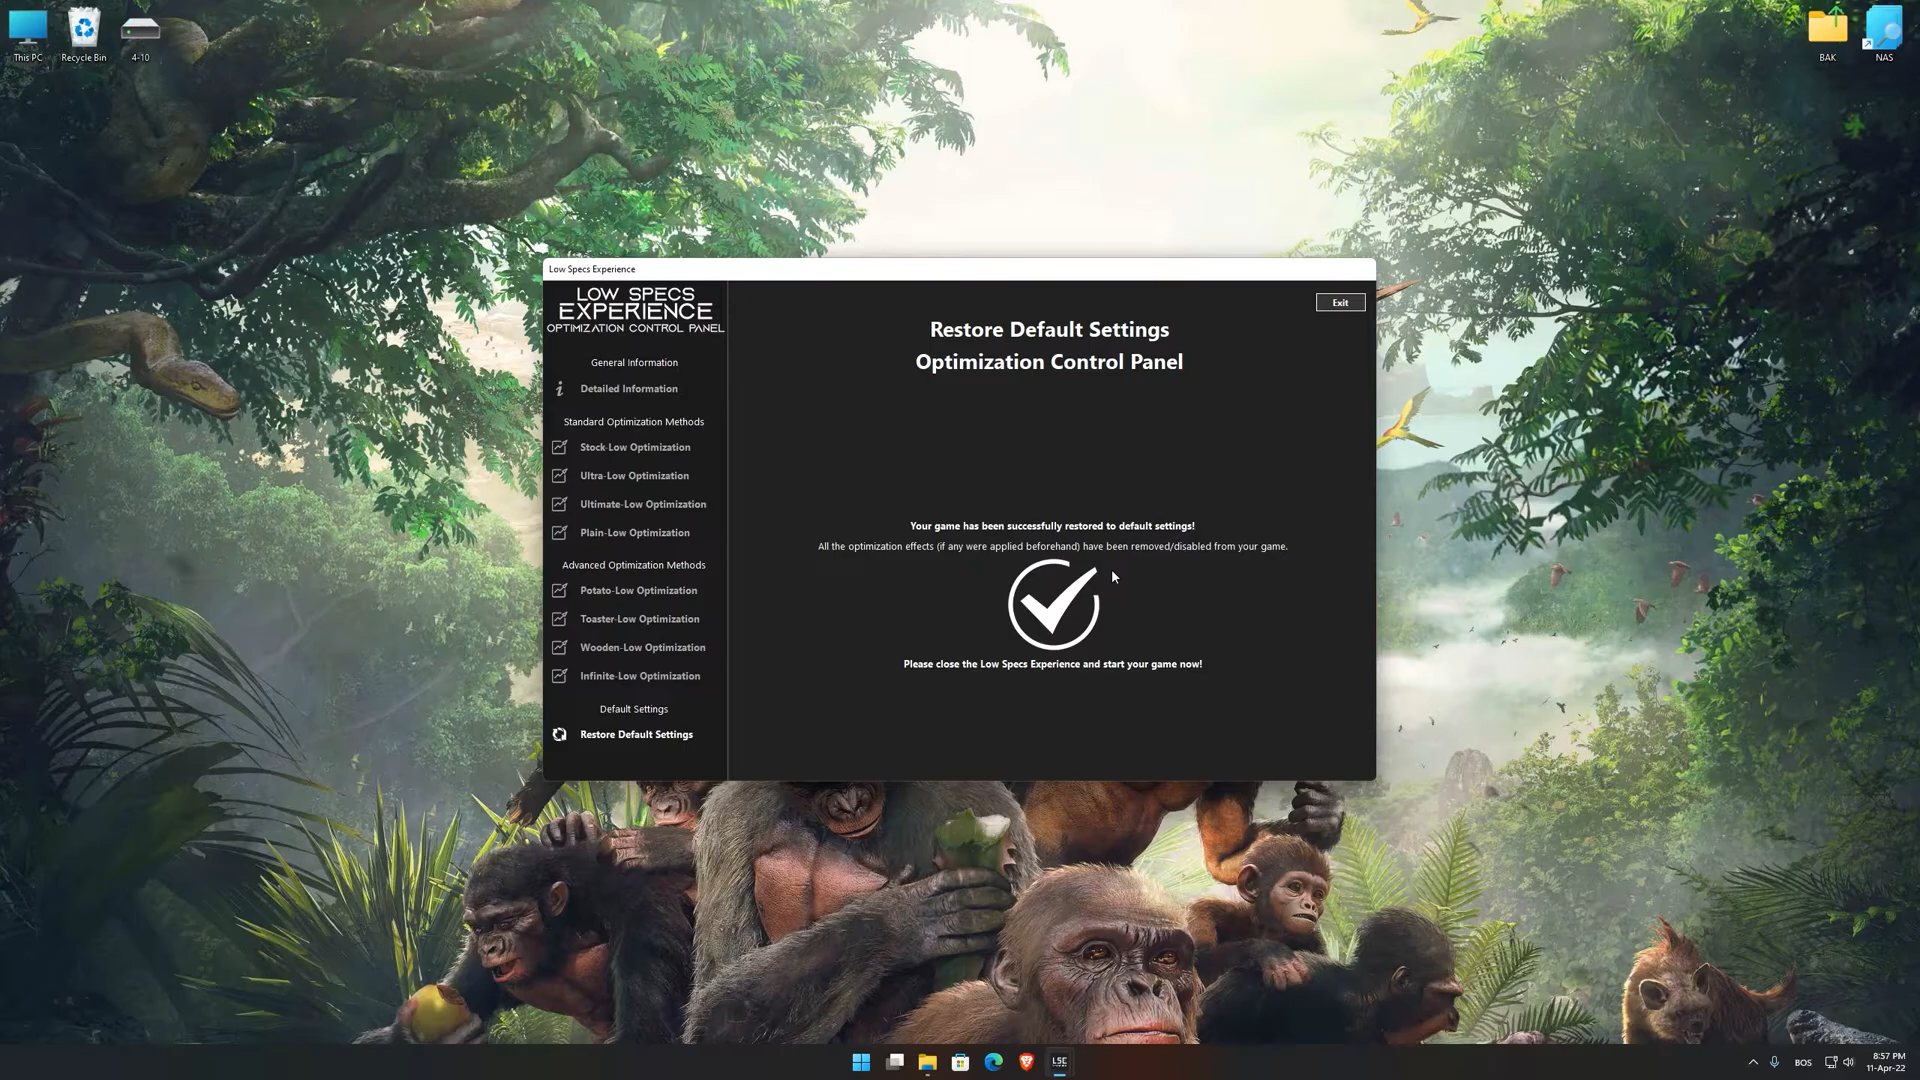 This PC
Recycle Bin
4-10
BAK
NAS
Low Specs Experience
LOW SPECS
EXPERIENCE
OPTIMIZATION CONTROL PANEL
General Information
Detailed Information
Standard Optimization Methods
Stock-Low Optimization
Ultra-Low Optimization
Ultimate-Low Optimization
Plain-Low Optimization
Advanced Optimization Methods
Potato-Low Optimization
Toaster-Low Optimization
Wooden-Low Optimization
Infinite-Low Optimization
Default Settings
Restore Default Settings
Exit
Restore Default Settings
Optimization Control Panel
Your game has been successfully restored to default settings!
All the optimization effects (if any were applied beforehand) have been removed/disabled from your game.
Please close the Low Specs Experience and start your game now!
LSE
BOS
8:57 PM
11-Apr-22